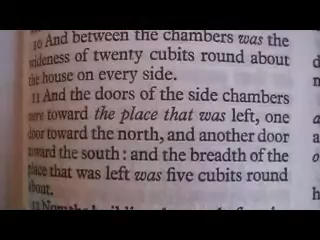 10 And between the chambers was the
wideness of twenty cubits round about
the house on every side.
11 And the doors of the side chambers
were toward the place that was left, one
door toward the north, and another door
toward the south: and the breadth of the
place that was left was five cubits round
about.